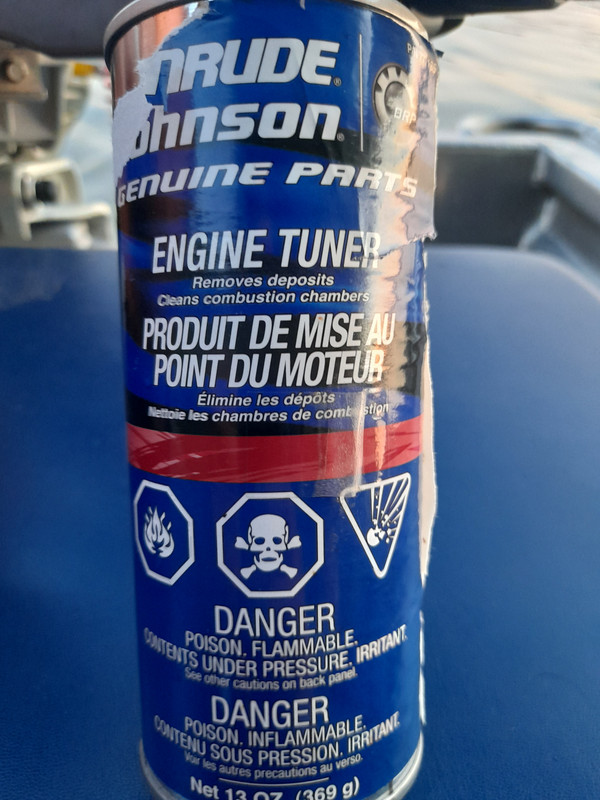 NRUDE
ohnson
GENUINE PARTS
ENGINE TUNER
Removes deposits
Cleans combustion chambers
PRODUIT DE MISE AU
POINT DU MOTEUR
Élimine les dépôts
Nettoie les chambres de combustion
DANGER
POISON. FLAMMABLE.
CONTENTS UNDER PRESSURE. IRRITANT.
See other cautions on back panel.
DANGER
POISON. INFLAMMABLE.
CONTENU SOUS PRESSION. IRRITANT.
Voir les autres précautions au verso.
Net 13 OZ. (369 g)